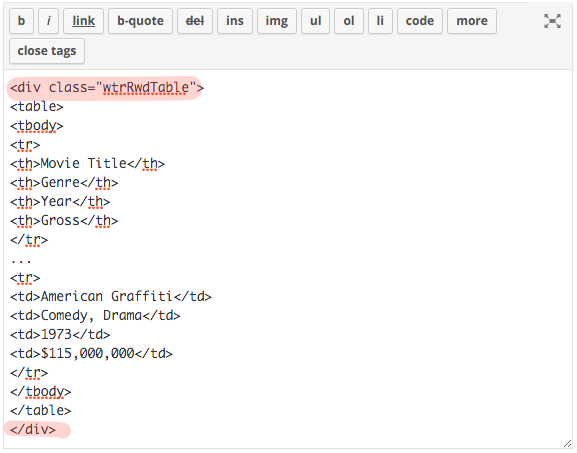 b i link b-quote del ins img ul ol li code more
close tags
<div class="wtrRwdTable">
<table>
<tbody>
<tr>
<th>Movie Title</th>
<th>Genre</th>
<th>Year</th>
<th>Gross</th>
</tr>
...
<tr>
<td>American Graffiti</td>
<td>Comedy, Drama</td>
<td>1973</td>
<td>$115,000,000</td>
</tr>
</tbody>
</table>
</div>